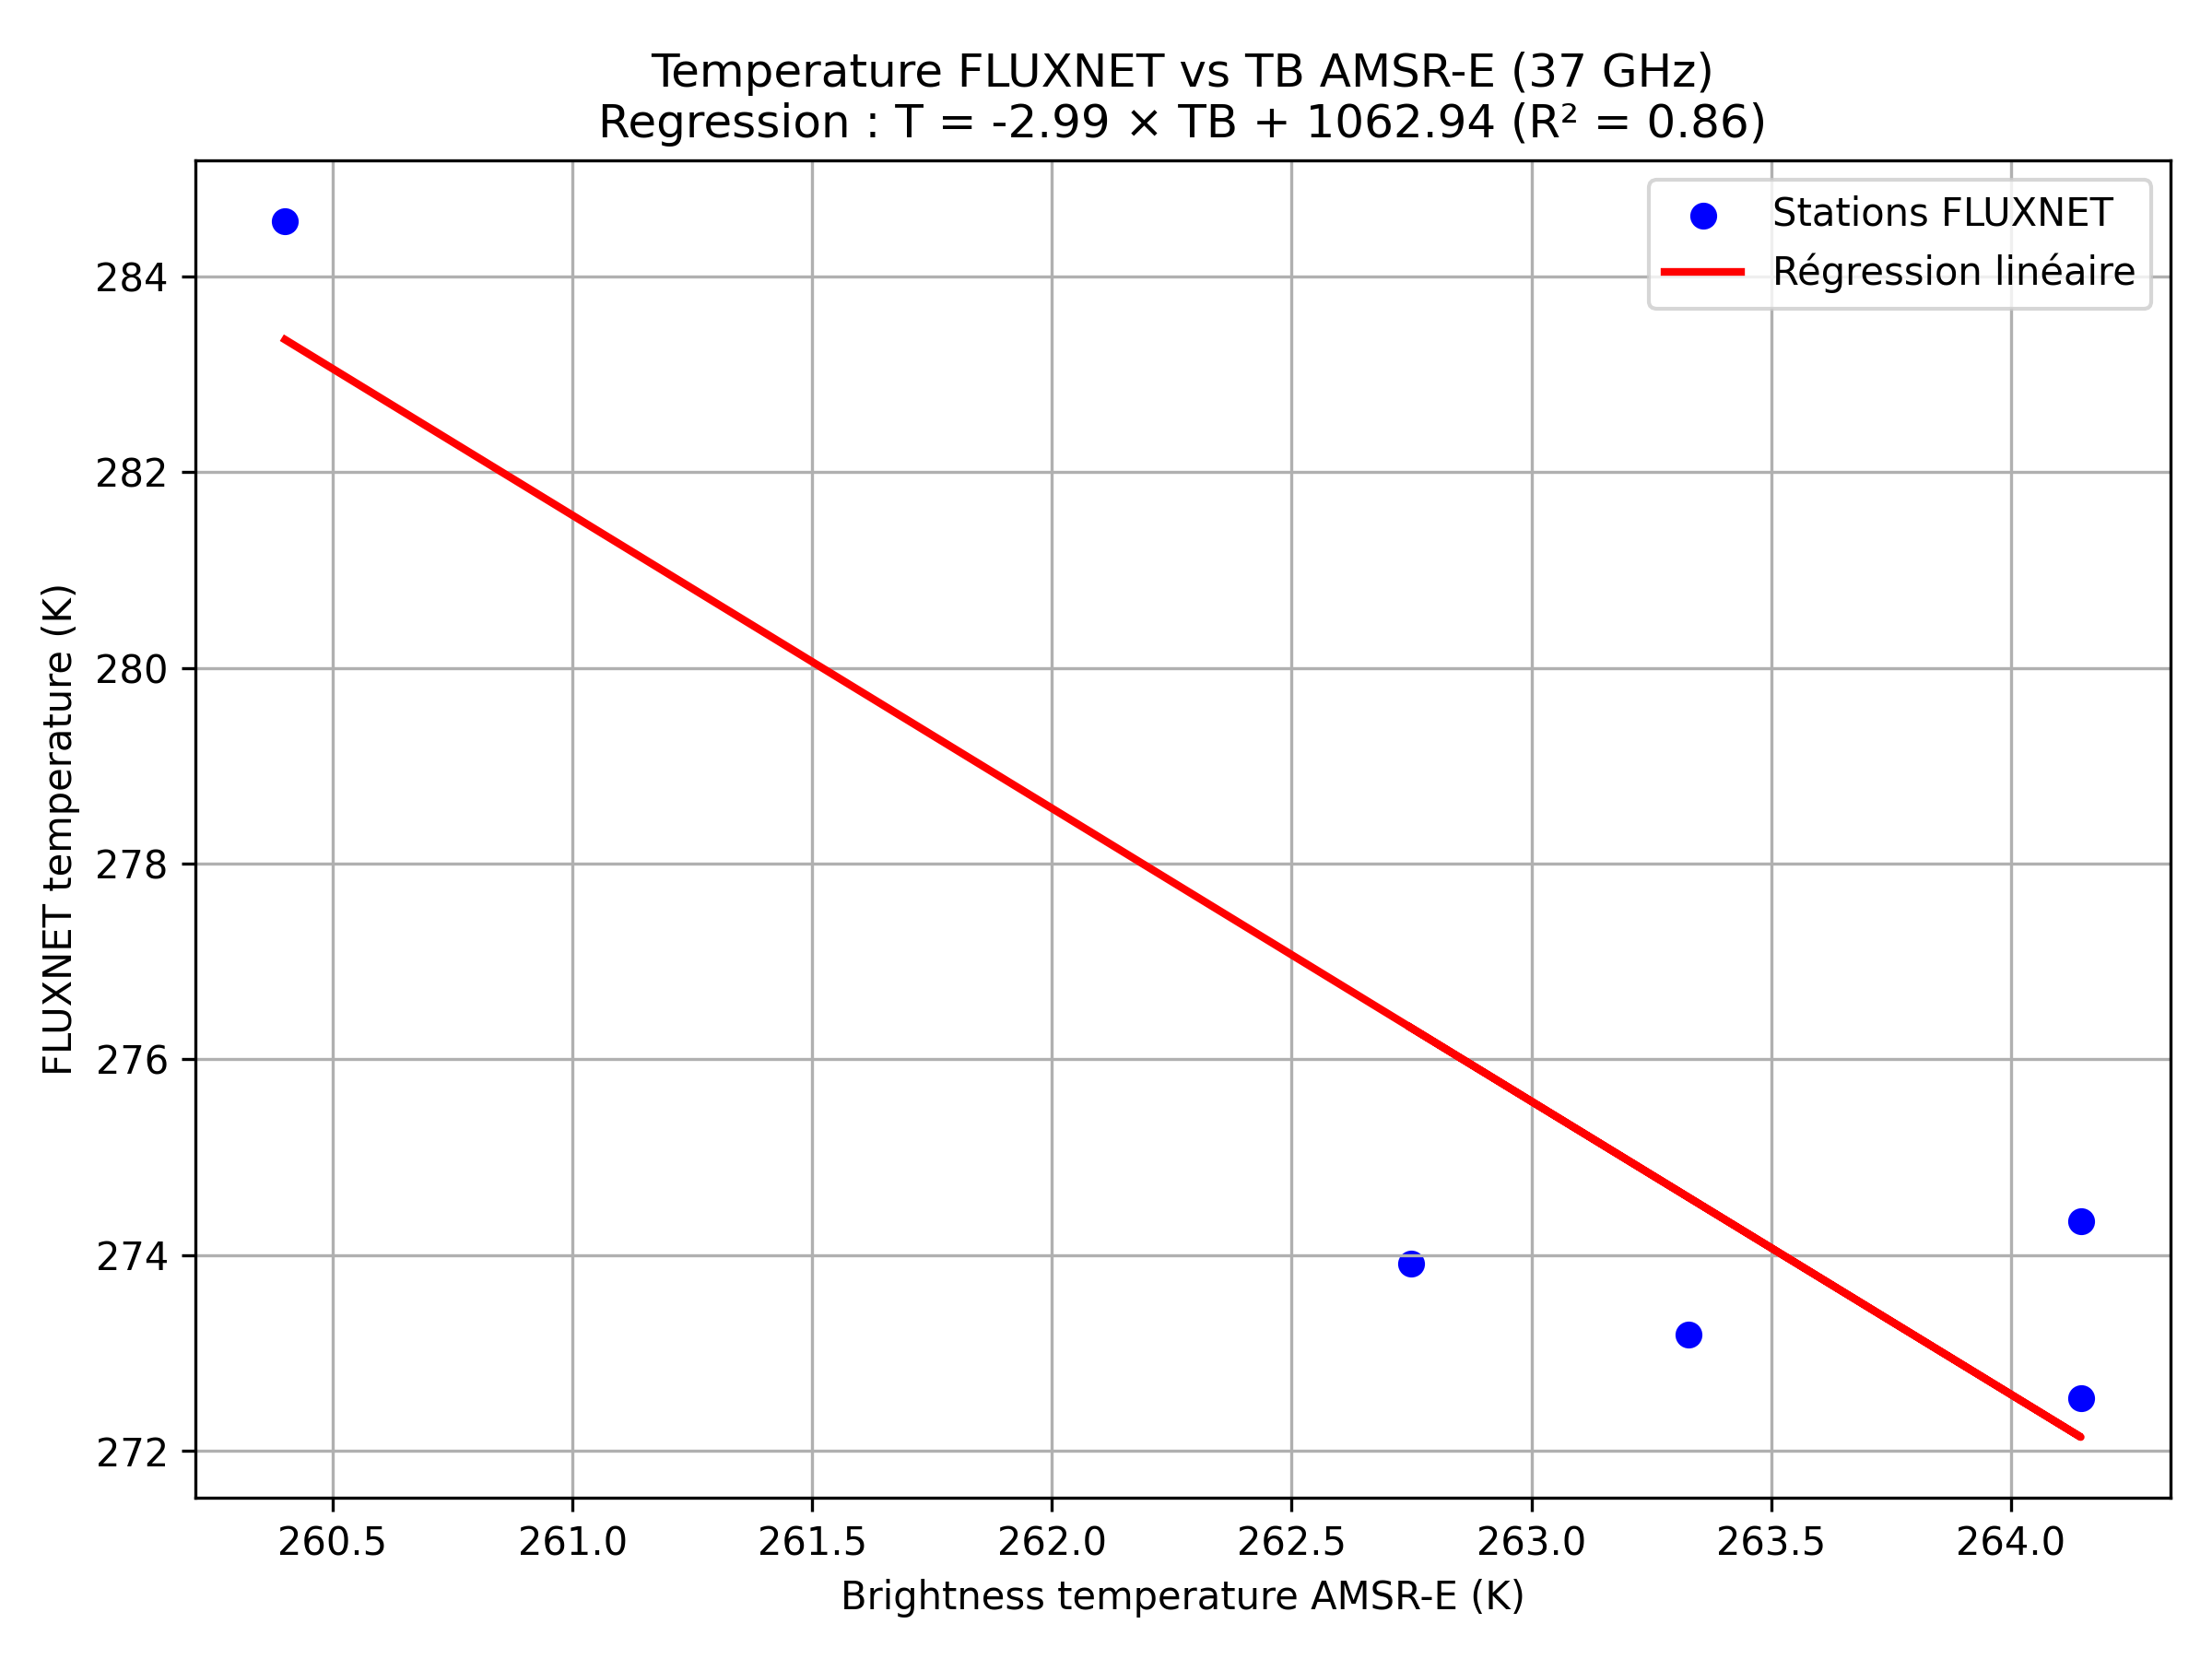 Temperature FLUXNET vs TB AMSR-E (37 GHz)
Regression : T = -2.99 × TB + 1062.94 (R² = 0.86)
Stations FLUXNET
Régression linéaire
FLUXNET temperature (K)
284
282
280
278
276
274
272
260.5 261.0 261.5 262.0 262.5 263.0 263.5 264.0
Brightness temperature AMSR-E (K)